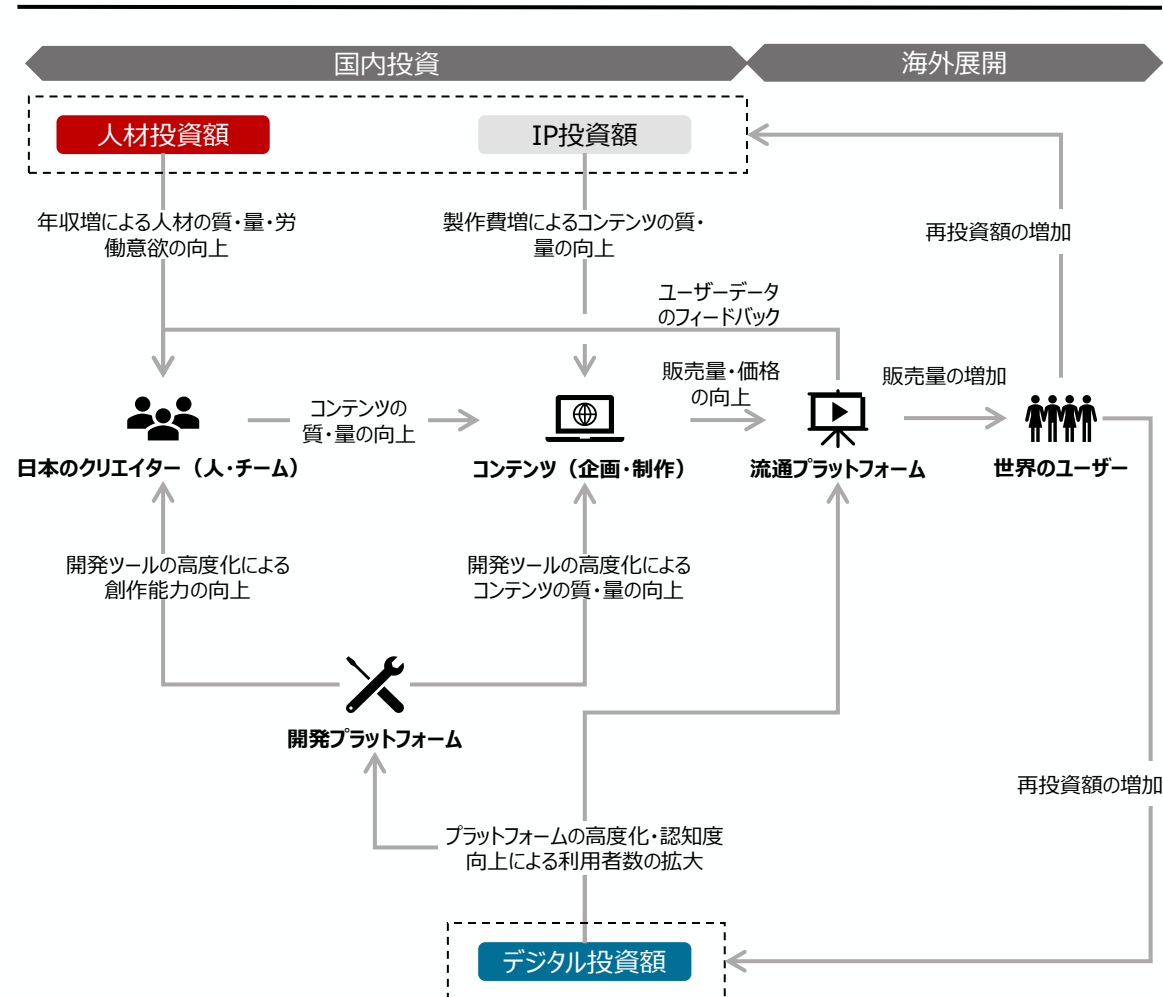 国内投資
海外展開
人材投資額
IP投資額
年収増による人材の質・量・労
働意欲の向上
製作費増によるコンテンツの質・
量の向上
再投資額の増加
ユーザーデータ
のフィードバック
販売量・価格
の向上
販売量の増加
コンテンツの
質・量の向上
日本のクリエイター（人・チーム）
コンテンツ（企画・制作）
流通プラットフォーム
世界のユーザー
開発ツールの高度化による
創作能力の向上
開発ツールの高度化による
コンテンツの質・量の向上
開発プラットフォーム
再投資額の増加
プラットフォームの高度化・認知度
向上による利用者数の拡大
デジタル投資額